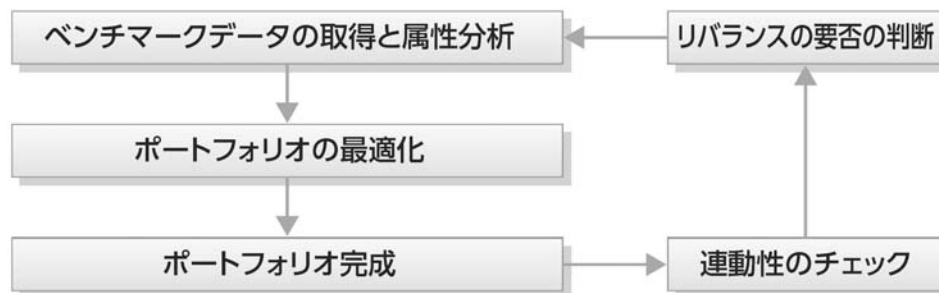 ベンチマークデータの取得と属性分析
リバランスの要否の判断
ポートフォリオの最適化
ポートフォリオ完成
連動性のチェック